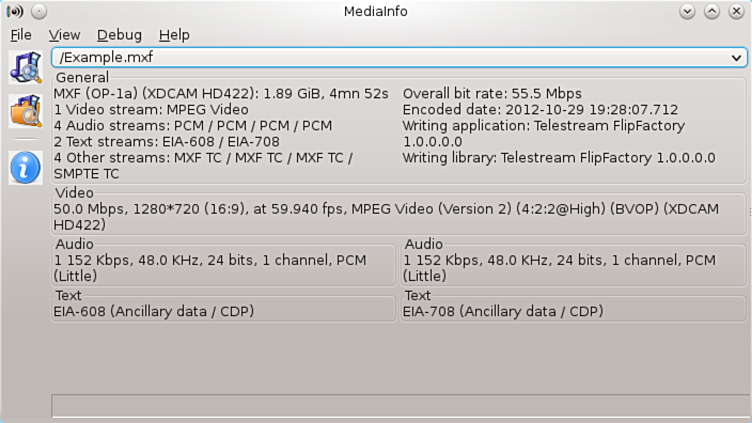 MediaInfo
File View Debug Help
/Example.mxf
General
MXF (OP-1a) (XDCAM HD422): 1.89 GiB, 4mn 52s
1 Video stream: MPEG Video
4 Audio streams: PCM / PCM / PCM / PCM
2 Text streams: EIA-608 / EIA-708
4 Other streams: MXF TC / MXF TC / MXF TC /
SMPTE TC
Overall bit rate: 55.5 Mbps
Encoded date: 2012-10-29 19:28:07.712
Writing application: Telestream FlipFactory
1.0.0.0.0
Writing library: Telestream FlipFactory 1.0.0.0.0
Video
50.0 Mbps, 1280*720 (16:9), at 59.940 fps, MPEG Video (Version 2) (4:2:2@High) (BVOP) (XDCAM
HD422)
Audio
1 152 Kbps, 48.0 KHz, 24 bits, 1 channel, PCM
(Little)
Audio
1 152 Kbps, 48.0 KHz, 24 bits, 1 channel, PCM
(Little)
Text
EIA-608 (Ancillary data / CDP)
Text
EIA-708 (Ancillary data / CDP)